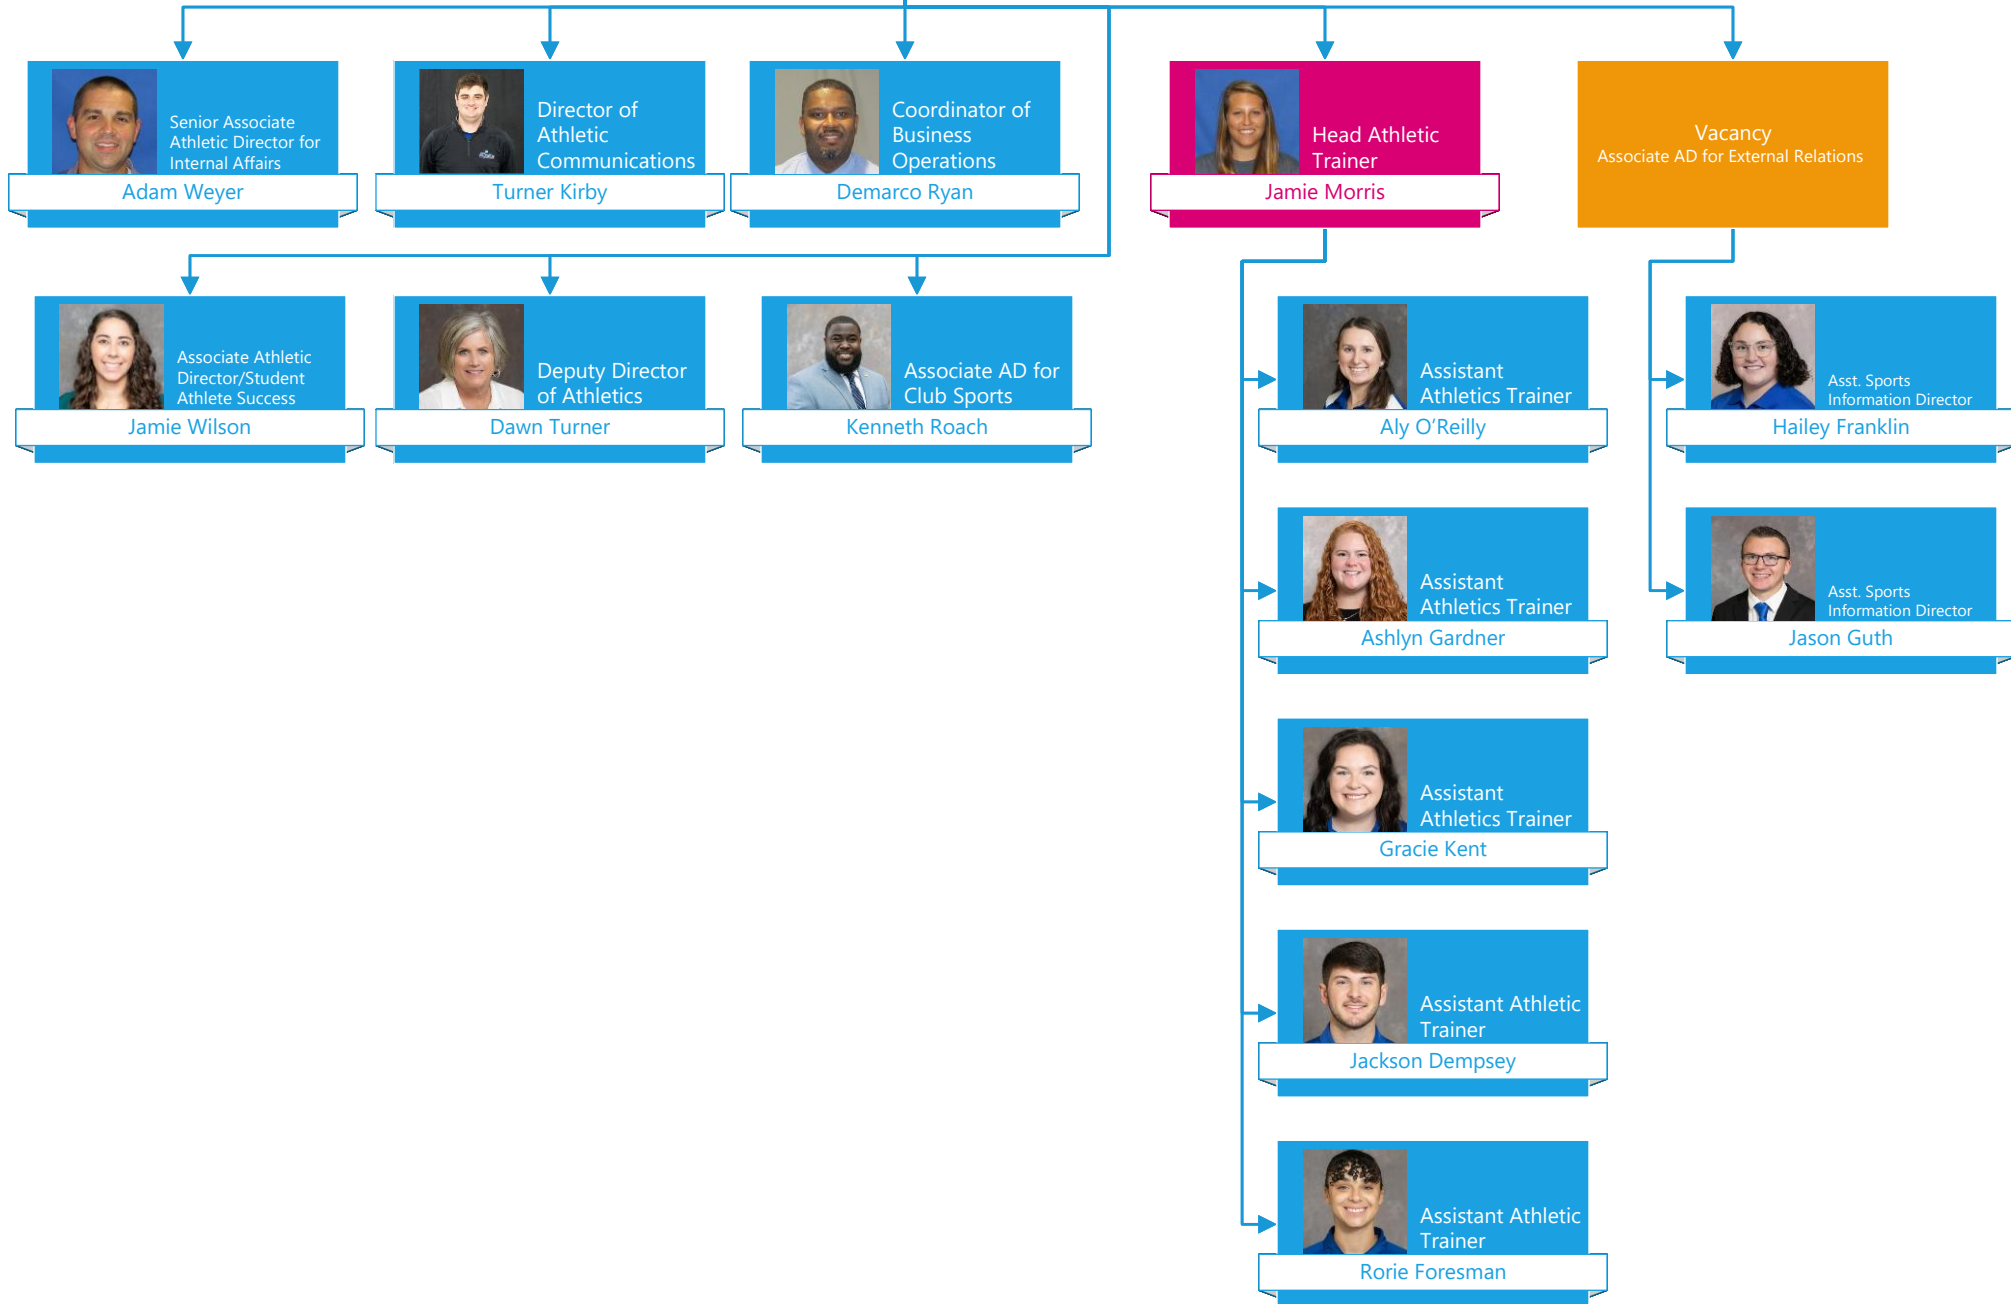 Senior Associate
Athletic Director for
Internal Affairs
Adam Weyer
Director of
Athletic
Communications
Turner Kirby
Coordinator of
Business
Operations
Demarco Ryan
Head Athletic
Trainer
Jamie Morris
Vacancy
Associate AD for External Relations
Associate Athletic
Director/Student
Athlete Success
Jamie Wilson
Deputy Director
of Athletics
Dawn Turner
Associate AD for
Club Sports
Kenneth Roach
Assistant
Athletics Trainer
Aly O’Reilly
Asst. Sports
Information Director
Hailey Franklin
Assistant
Athletics Trainer
Ashlyn Gardner
Asst. Sports
Information Director
Jason Guth
Assistant
Athletics Trainer
Gracie Kent
Assistant Athletic
Trainer
Jackson Dempsey
Assistant Athletic
Trainer
Rorie Foresman